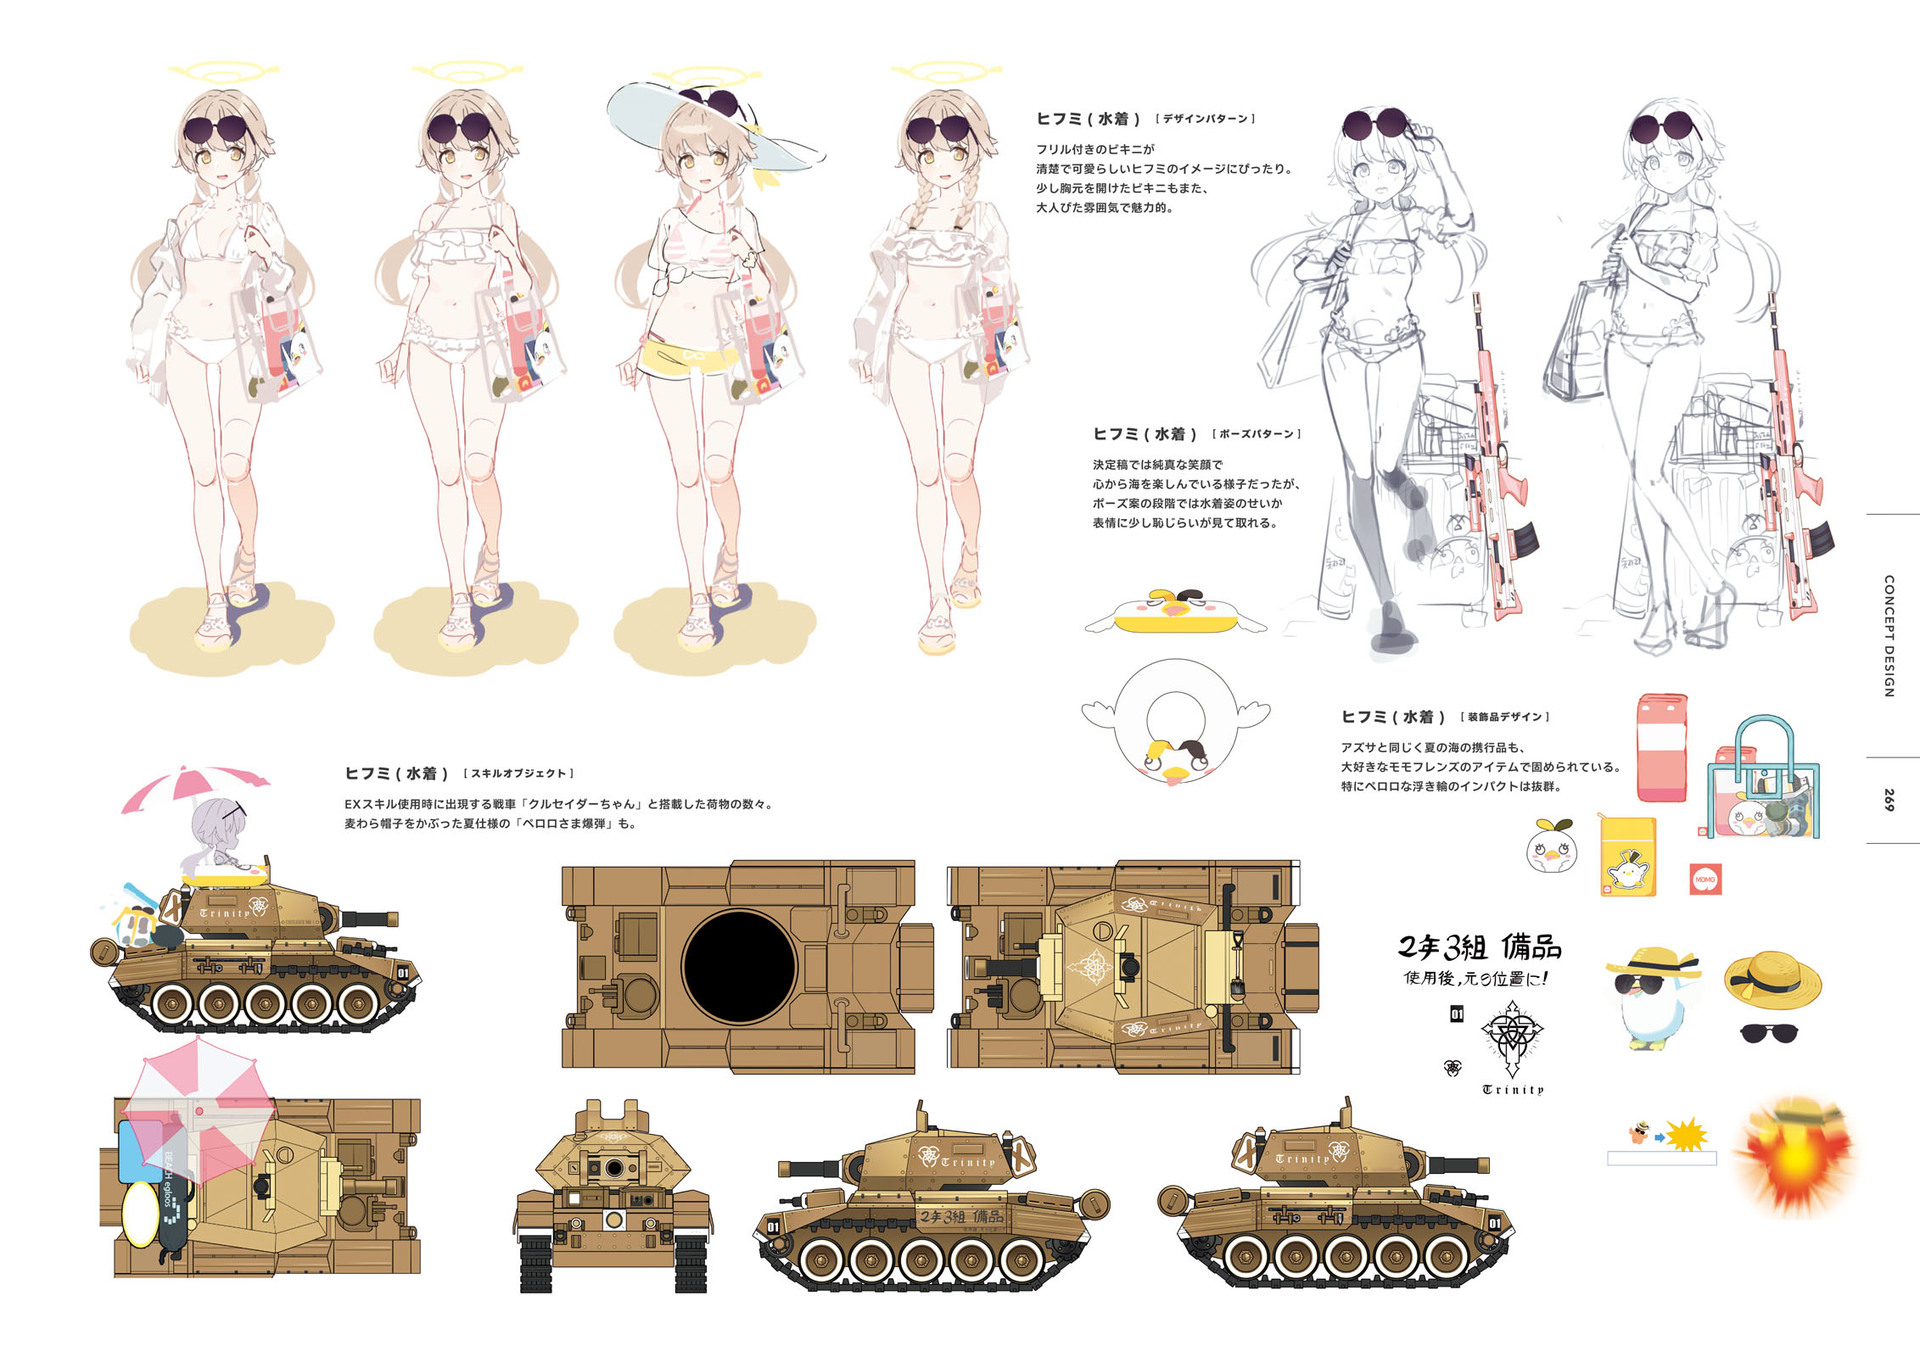 ヒフミ(水着) [デザインパターン]
フリル付きのビキニが
清楚で可愛らしいヒフミのイメージにぴったり。
少し胸元を開けたビキニもまた、
大人びた雰囲気で魅力的。
ヒフミ(水着) [ポーズパターン]
決定稿では純真な笑顔で
心から海を楽しんでいる様子だったが、
ポーズ案の段階では水着姿のせいか
表情に少し恥じらいが見て取れる。
CONCEPT DESIGN
269
ヒフミ(水着) [装飾品デザイン]
アズサと同じく夏の海の携行品も、
大好きなモモフレンズのアイテムで固められている。
特にペロロな浮き輪のインパクトは抜群。
MOMO
ヒフミ(水着) [スキルオブジェクト]
EXスキル使用時に出現する戦車「クルセイダーちゃん」と搭載した荷物の数々。
麦わら帽子をかぶった夏仕様の「ペロロさま爆弾」も。
Trinity
01
Trinity
Trinity
2年3組 備品
使用後,元の位置に!
01
Trinity
BEACH egloos
Trinity
2年3組 備品
01
Trinity
01